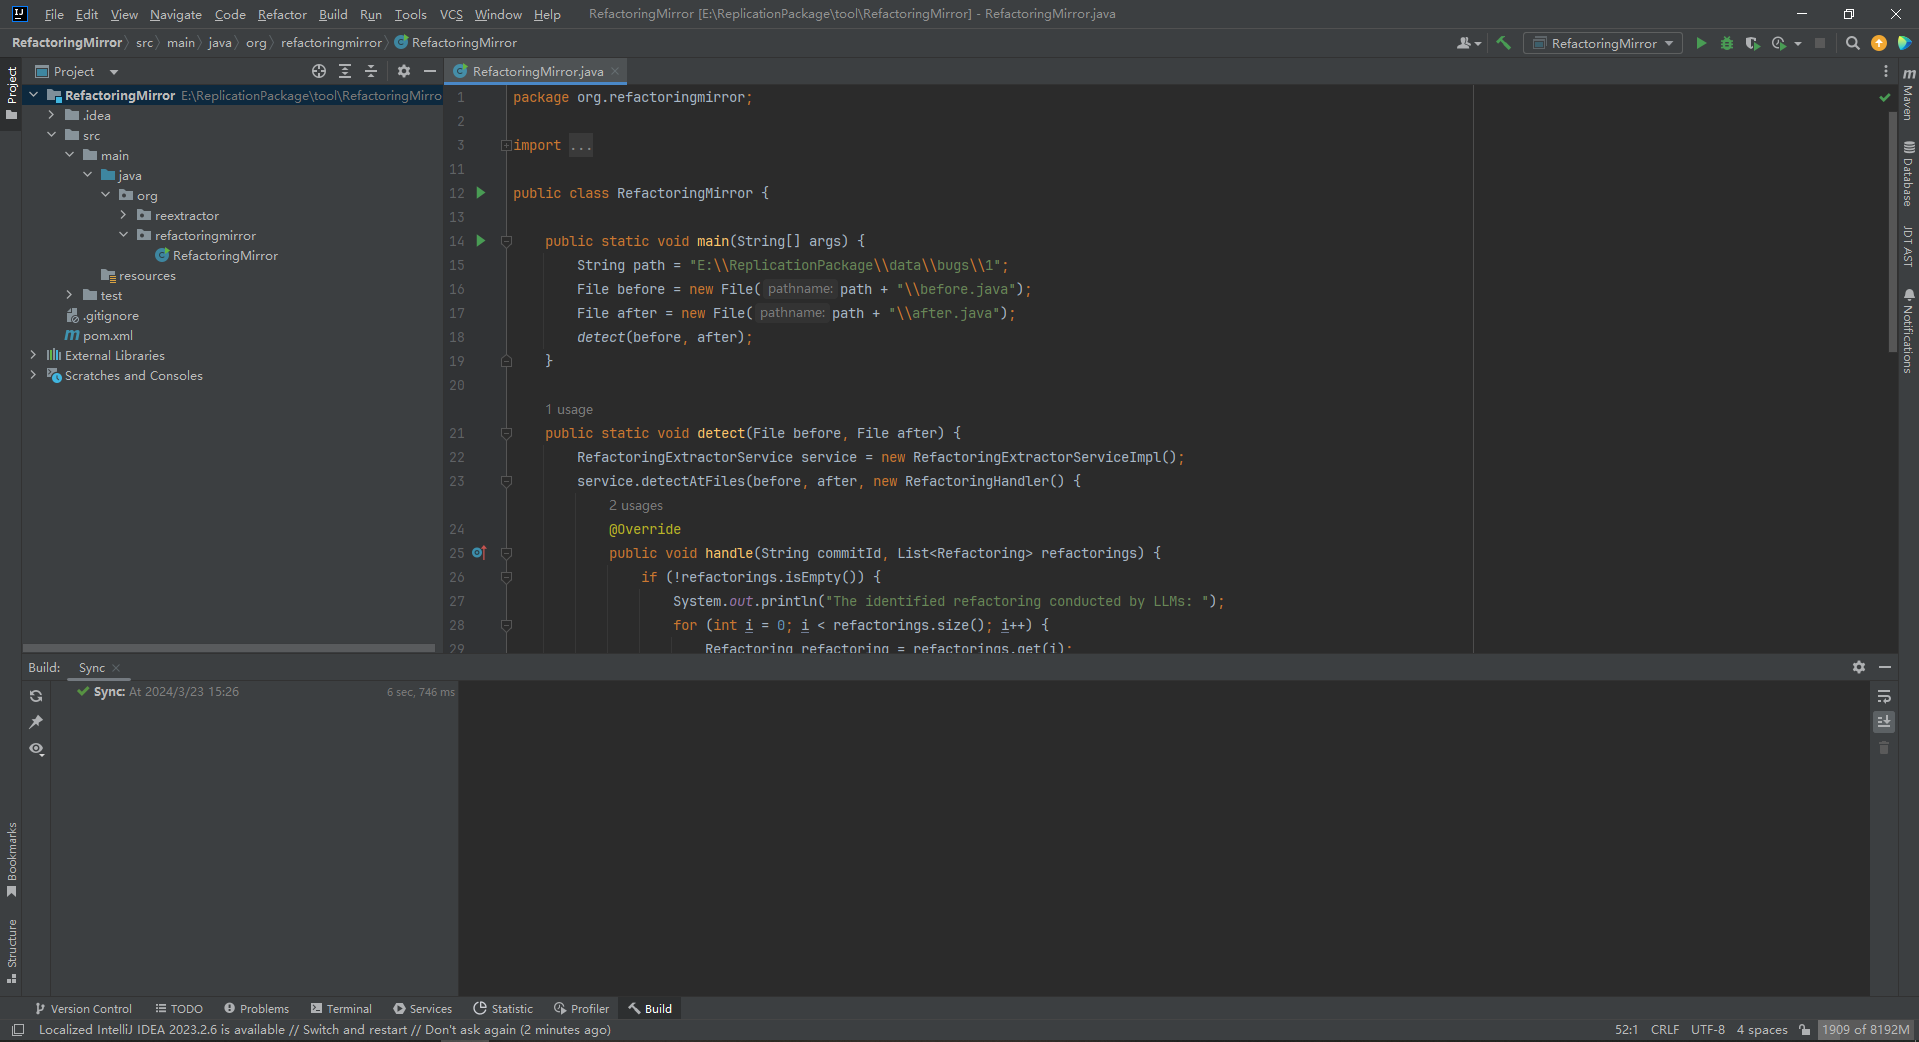 File Edit View Navigate Code Refactor Build Run Tools VCS Window Help RefactoringMirror [E:\ReplicationPackage\tool\RefactoringMirror] - RefactoringMirror.java
RefactoringMirror src main java org refactoringmirror RefactoringMirror
RefactoringMirror
Project
Project
RefactoringMirror E:\ReplicationPackage\tool\RefactoringMirro
.idea
src
main
java
org
reextractor
refactoringmirror
RefactoringMirror
resources
test
.gitignore
pom.xml
External Libraries
Scratches and Consoles
RefactoringMirror.java
1 package org.refactoringmirror;
2
3 import ...
11
12 public class RefactoringMirror {
13
14 public static void main(String[] args) {
15 String path = "E:\\ReplicationPackage\\data\\bugs\\1";
16 File before = new File( pathname: path + "\\before.java");
17 File after = new File( pathname: path + "\\after.java");
18 detect(before, after);
19 }
20
1 usage
21 public static void detect(File before, File after) {
22 RefactoringExtractorService service = new RefactoringExtractorServiceImpl();
23 service.detectAtFiles(before, after, new RefactoringHandler() {
2 usages
24 @Override
25 public void handle(String commitId, List<Refactoring> refactorings) {
26 if (!refactorings.isEmpty()) {
27 System.out.println("The identified refactoring conducted by LLMs: ");
28 for (int i = 0; i < refactorings.size(); i++) {
29 Refactoring refactoring = refactorings.get(i);
m Maven
Database
JDT AST
Notifications
Build: Sync
Sync: At 2024/3/23 15:26 6 sec, 746 ms
Bookmarks
Structure
Version Control TODO Problems Terminal Services Statistic Profiler Build
Localized IntelliJ IDEA 2023.2.6 is available // Switch and restart // Don't ask again (2 minutes ago)
52:1 CRLF UTF-8 4 spaces 1909 of 8192M